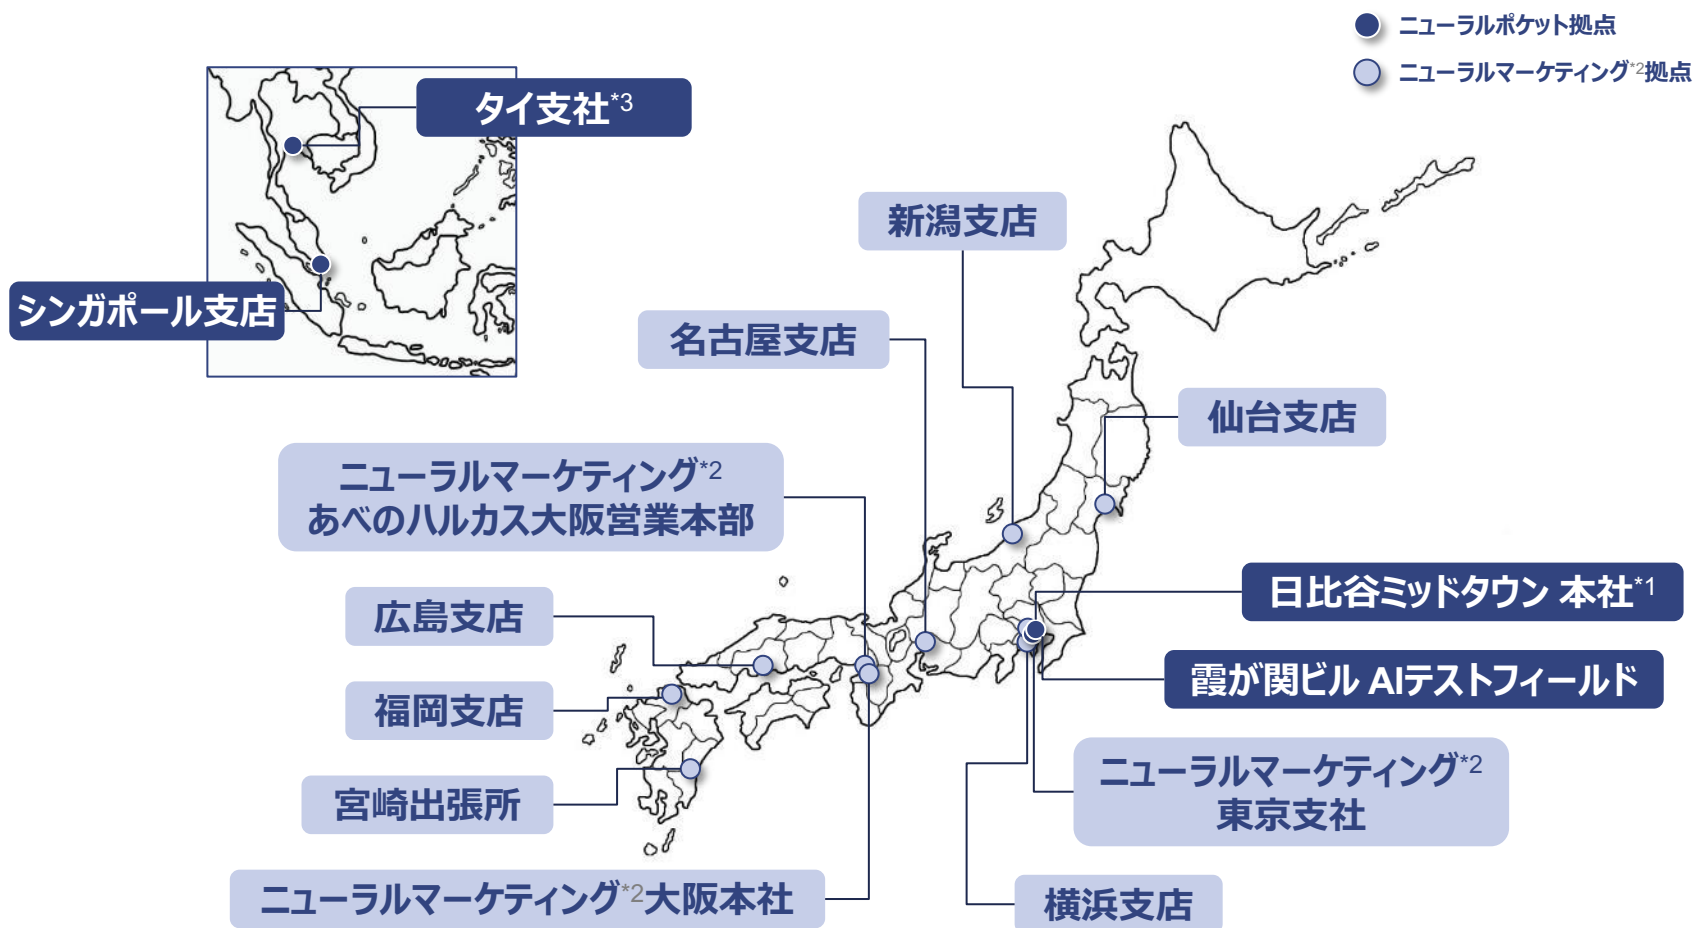 ニューラルポケット拠点
ニューラルマーケティング*2拠点
タイ支社*3
シンガポール支店
新潟支店
名古屋支店
仙台支店
ニューラルマーケティング*2
あべのハルカス大阪営業本部
日比谷ミッドタウン 本社*1
広島支店
霞が関ビル AIテストフィールド
福岡支店
ニューラルマーケティング*2
東京支社
宮崎出張所
ニューラルマーケティング*2大阪本社
横浜支店